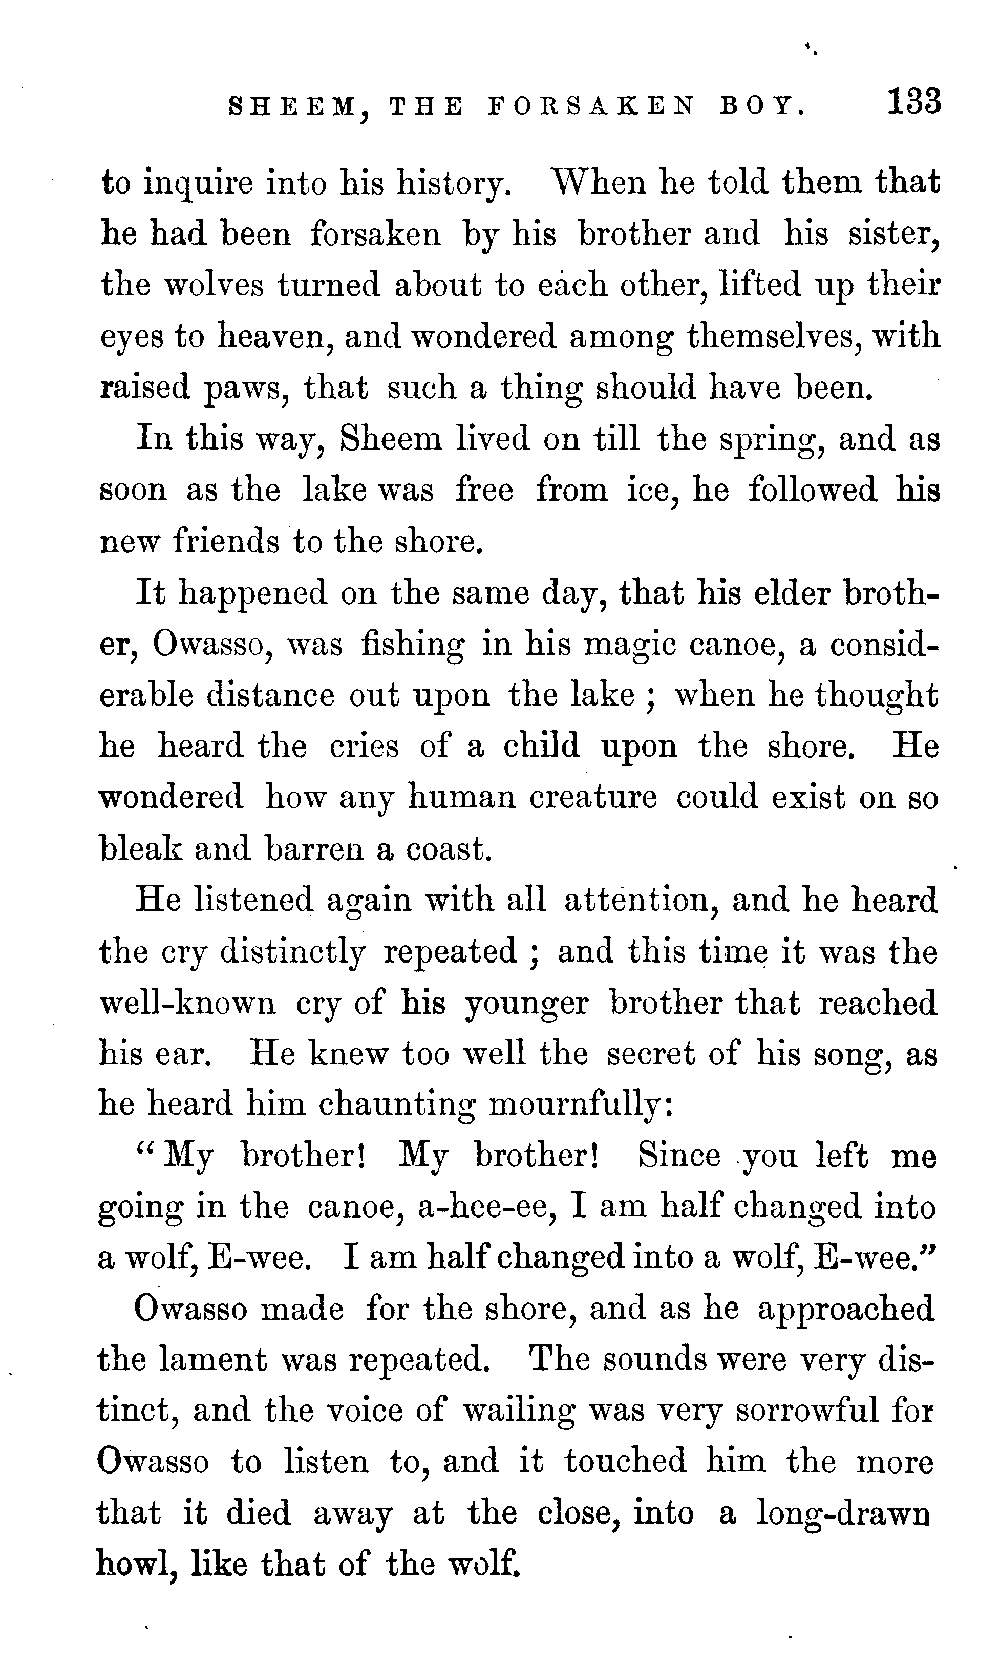 SHEEM, THE FORSAKEN BOY. 133
to inquire into his history. When he told them that
he had been forsaken by his brother and his sister,
the wolves turned about to each other, lifted up their
eyes to heaven, and wondered among themselves, with
raised paws, that such a thing should have been.
In this way, Sheem lived on till the spring, and as
soon as the lake was free from ice, he followed his
new friends to the shore.
It happened on the same day, that his elder broth-
er, Owasso, was fishing in his magic canoe, a consid-
erable distance out upon the lake ; when he thought
he heard the cries of a child upon the shore. He
wondered how any human creature could exist on so
bleak and barren a coast.
He listened again with all attention, and he heard
the cry distinctly repeated ; and this time it was the
well-known cry of his younger brother that reached
his ear. He knew too well the secret of his song, as
he heard him chaunting mournfully:
“My brother! My brother! Since you left me
going in the canoe, a-hee-ee, I am half changed into
a wolf, E-wee. I am half changed into a wolf, E-wee.”
Owasso made for the shore, and as he approached
the lament was repeated. The sounds were very dis-
tinct, and the voice of wailing was very sorrowful for
Owasso to listen to, and it touched him the more
that it died away at the close, into a long-drawn
howl, like that of the wolf.